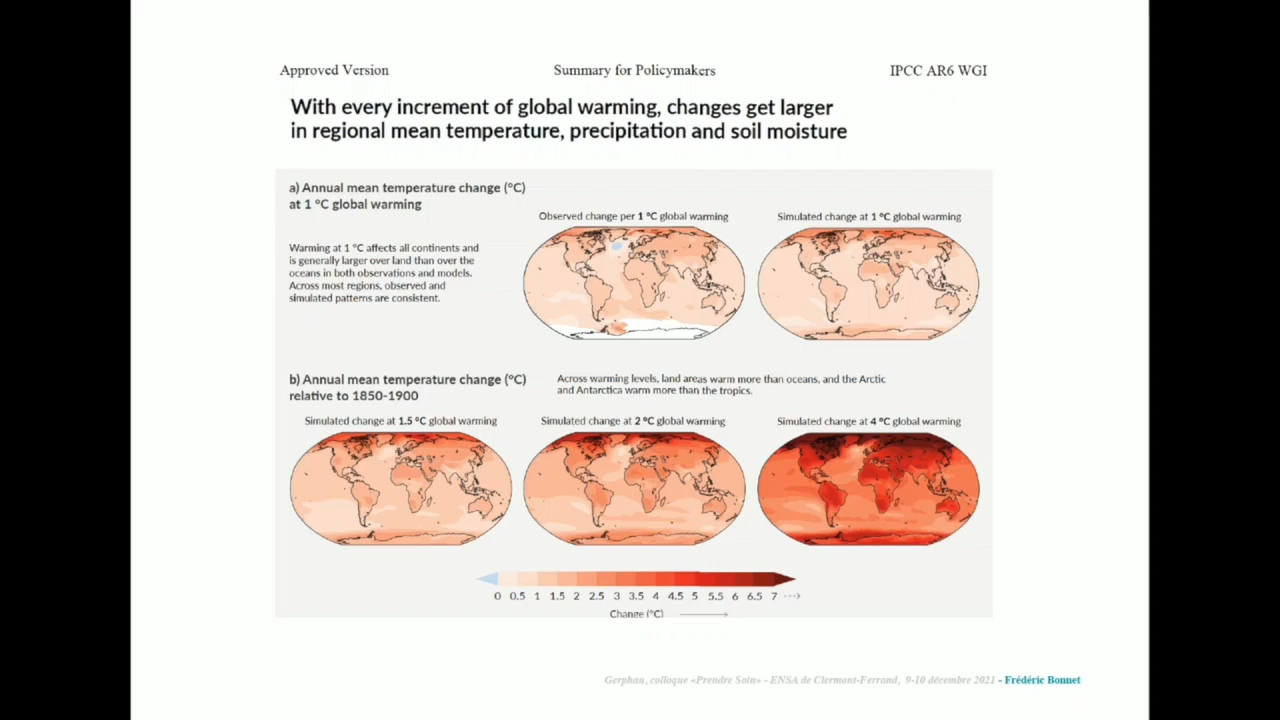 Approved Version
Summary for Policymakers
IPCC AR6 WGI
With every increment of global warming, changes get larger
in regional mean temperature, precipitation and soil moisture
a) Annual mean temperature change (°C)
at 1 °C global warming
Warming at 1 °C affects all continents and
is generally larger over land than over the
oceans in both observations and models.
Across most regions, observed and
simulated patterns are consistent.
Observed change per 1 °C global warming
Simulated change at 1 °C global warming
b) Annual mean temperature change (°C)
relative to 1850-1900
Across warming levels, land areas warm more than oceans, and the Arctic
and Antarctica warm more than the tropics.
Simulated change at 1.5 °C global warming
Simulated change at 2 °C global warming
Simulated change at 4 °C global warming
0 0.5 1 1.5 2 2.5 3 3.5 4 4.5 5 5.5 6 6.5 7
Change (°C)
Gerphau, colloque «Prendre Soin» - ENSA de Clermont-Ferrand, 9-10 décembre 2021 - Frédéric Bonnet